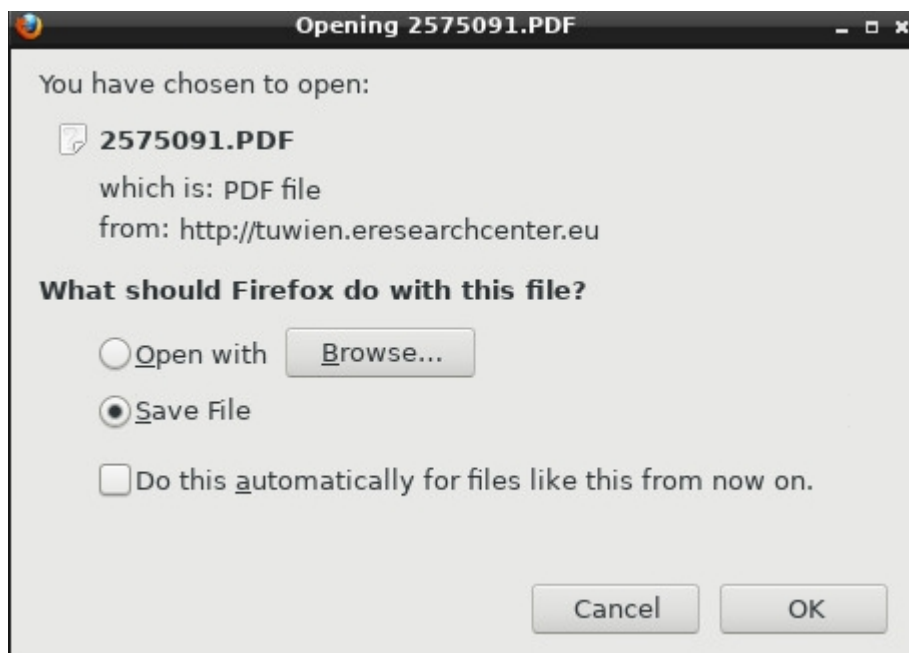 Opening 2575091.PDF
You have chosen to open:
2575091.PDF
which is: PDF file
from: http://tuwien.eresearchcenter.eu
What should Firefox do with this file?
Open with Browse...
Save File
Do this automatically for files like this from now on.
Cancel OK